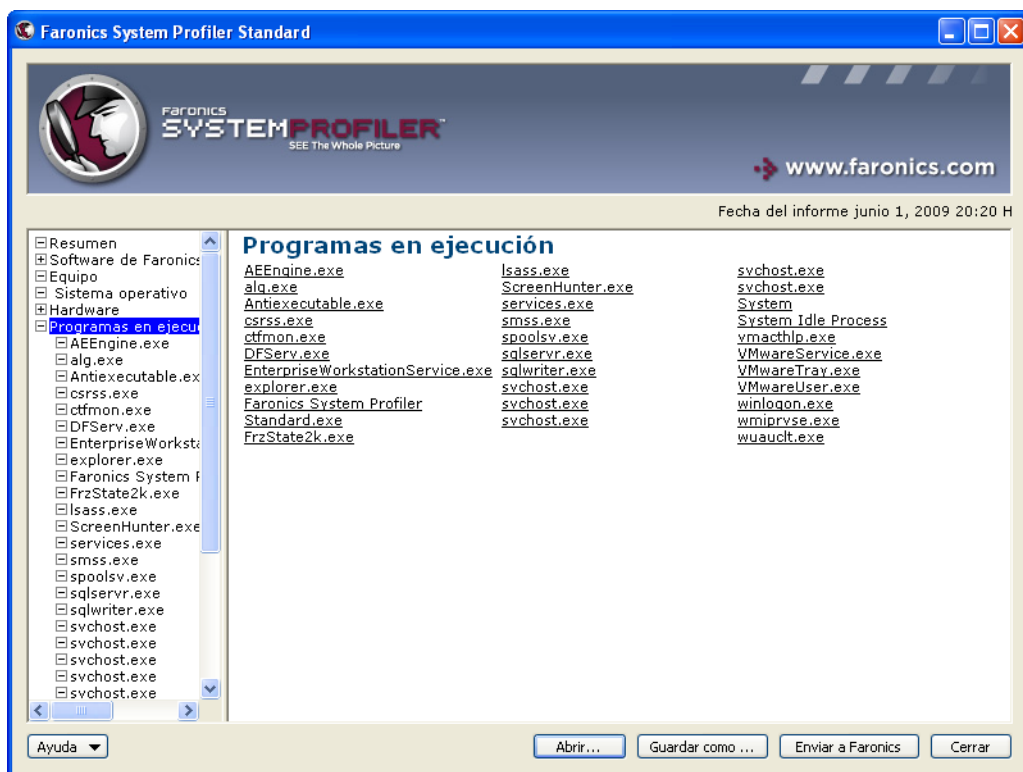 Faronics System Profiler Standard
Faronics
SYSTEMPROFILER™
SEE The Whole Picture
www.faronics.com
Fecha del informe junio 1, 2009 20:20 H
Resumen
Software de Faronics
Equipo
Sistema operativo
Hardware
Programas en ejecu
AEEngine.exe
alg.exe
Antiexecutable.ex
csrss.exe
ctfmon.exe
DFServ.exe
EnterpriseWorksta
explorer.exe
Faronics System P
FrzState2k.exe
lsass.exe
ScreenHunter.exe
services.exe
smss.exe
spoolsv.exe
sqlservr.exe
sqlwriter.exe
svchost.exe
svchost.exe
svchost.exe
svchost.exe
svchost.exe
Programas en ejecución
AEEngine.exe
alg.exe
Antiexecutable.exe
csrss.exe
ctfmon.exe
DFServ.exe
EnterpriseWorkstationService.exe
explorer.exe
Faronics System Profiler
Standard.exe
FrzState2k.exe
lsass.exe
ScreenHunter.exe
services.exe
smss.exe
spoolsv.exe
sqlservr.exe
sqlwriter.exe
svchost.exe
svchost.exe
svchost.exe
svchost.exe
svchost.exe
System
System Idle Process
vmacthlp.exe
VMwareService.exe
VMwareTray.exe
VMwareUser.exe
winlogon.exe
wmiprvse.exe
wuauclt.exe
Ayuda
Abrir...
Guardar como ...
Enviar a Faronics
Cerrar